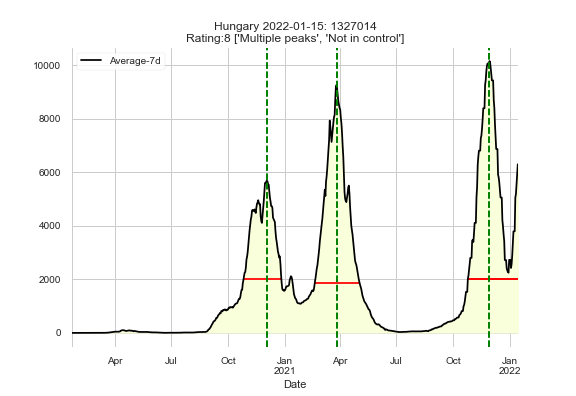 Hungary 2022-01-15: 1327014
Rating:8 ['Multiple peaks', 'Not in control']
Average-7d
10000
8000
6000
4000
2000
0
Apr
Jul
Oct
Jan
2021
Apr
Jul
Oct
Jan
2022
Date